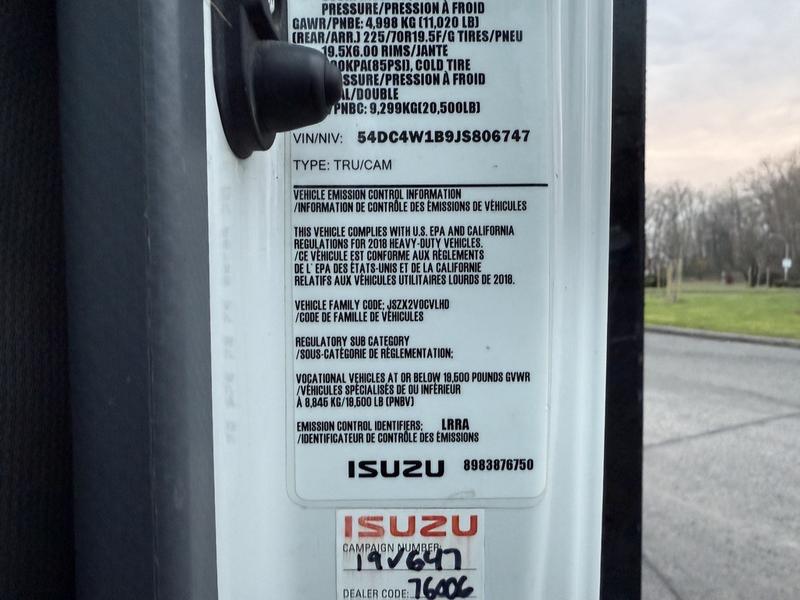 PRESSURE/PRESSION À FROID
GAWR/PNBE: 4,998 KG (11,020 LB)
(REAR/ARR.) 225/70R19.5F/G TIRES/PNEU
19.5X6.00 RIMS/JANTE
KPA(85PSI), COLD TIRE
SSURE/PRESSION À FROID
AL/DOUBLE
/PNBC: 9,299KG(20,500LB)
VIN/NIV: 54DC4W1B9JS806747
TYPE: TRU/CAM
VEHICLE EMISSION CONTROL INFORMATION
/INFORMATION DE CONTRÔLE DES ÉMISSIONS DE VÉHICULES
THIS VEHICLE COMPLIES WITH U.S. EPA AND CALIFORNIA
REGULATIONS FOR 2018 HEAVY-DUTY VEHICLES.
/CE VÉHICULE EST CONFORME AUX RÈGLEMENTS
DE L' EPA DES ÉTATS-UNIS ET DE LA CALIFORNIE
RELATIFS AUX VÉHICULES UTILITAIRES LOURDS DE 2018.
VEHICLE FAMILY CODE; JSZX2VOCVLHD
/CODE DE FAMILLE DE VÉHICULES
REGULATORY SUB CATEGORY
/SOUS-CATÉGORIE DE RÈGLEMENTATION;
VOCATIONAL VEHICLES AT OR BELOW 19,500 POUNDS GVWR
/VÉHICULES SPÉCIALISÉS DE OU INFÉRIEUR
À 8,845 KG/19,500 LB (PNBV)
EMISSION CONTROL IDENTIFIERS; LRRA
/IDENTIFICATEUR DE CONTRÔLE DES ÉMISSIONS
ISUZU 8983876750
ISUZU
CAMPAIGN NUMBER
19V647
DEALER CODE: 76006